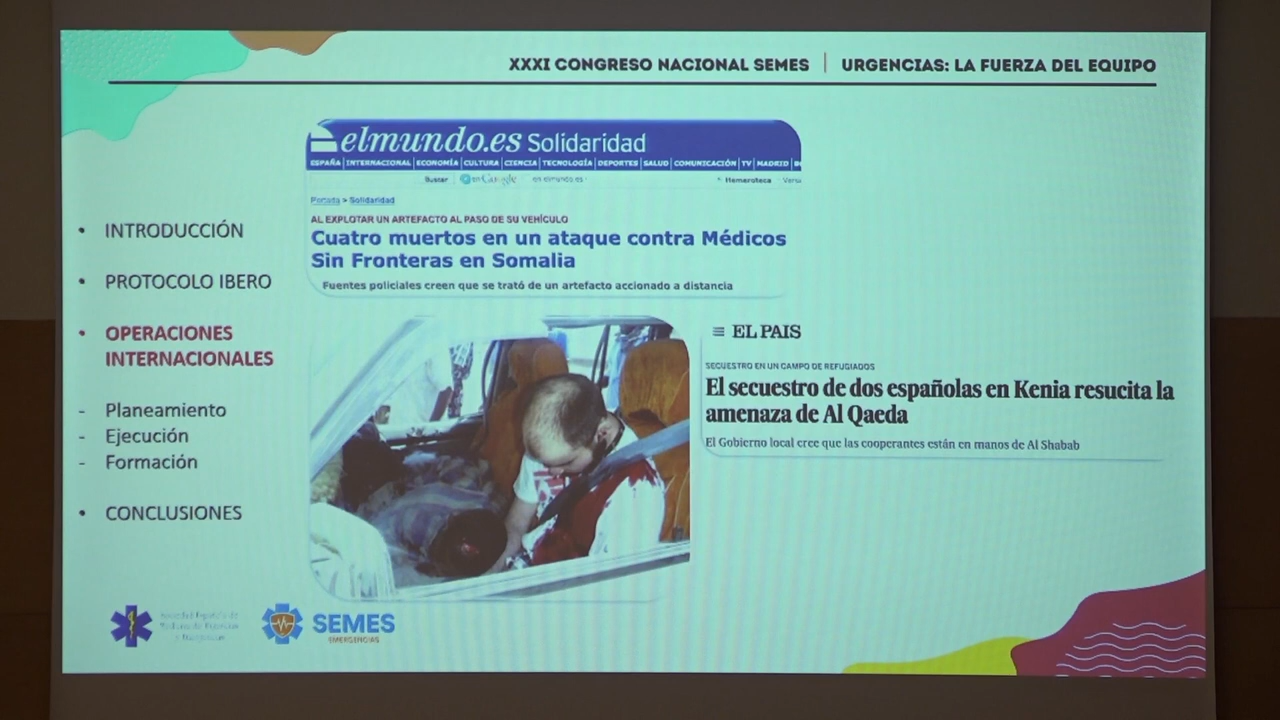 XXXI CONGRESO NACIONAL SEMES | URGENCIAS: LA FUERZA DEL EQUIPO
elmundo.es Solidaridad
ESPAÑA | INTERNACIONAL | ECONOMÍA | CULTURA | CIENCIA | TECNOLOGÍA | DEPORTES | SALUD | COMUNICACIÓN | TV | MADRID | B
Buscar en Google en elmundo.es Hemeroteca Versi
Portada > Solidaridad
AL EXPLOTAR UN ARTEFACTO AL PASO DE SU VEHÍCULO
Cuatro muertos en un ataque contra Médicos
Sin Fronteras en Somalia
Fuentes policiales creen que se trató de un artefacto accionado a distancia
• INTRODUCCIÓN
• PROTOCOLO IBERO
• OPERACIONES
INTERNACIONALES
- Planeamiento
- Ejecución
- Formación
• CONCLUSIONES
≡ EL PAIS
SECUESTRO EN UN CAMPO DE REFUGIADOS
El secuestro de dos españolas en Kenia resucita la
amenaza de Al Qaeda
El Gobierno local cree que las cooperantes están en manos de Al Shabab
SEMES
EMERGENCIAS